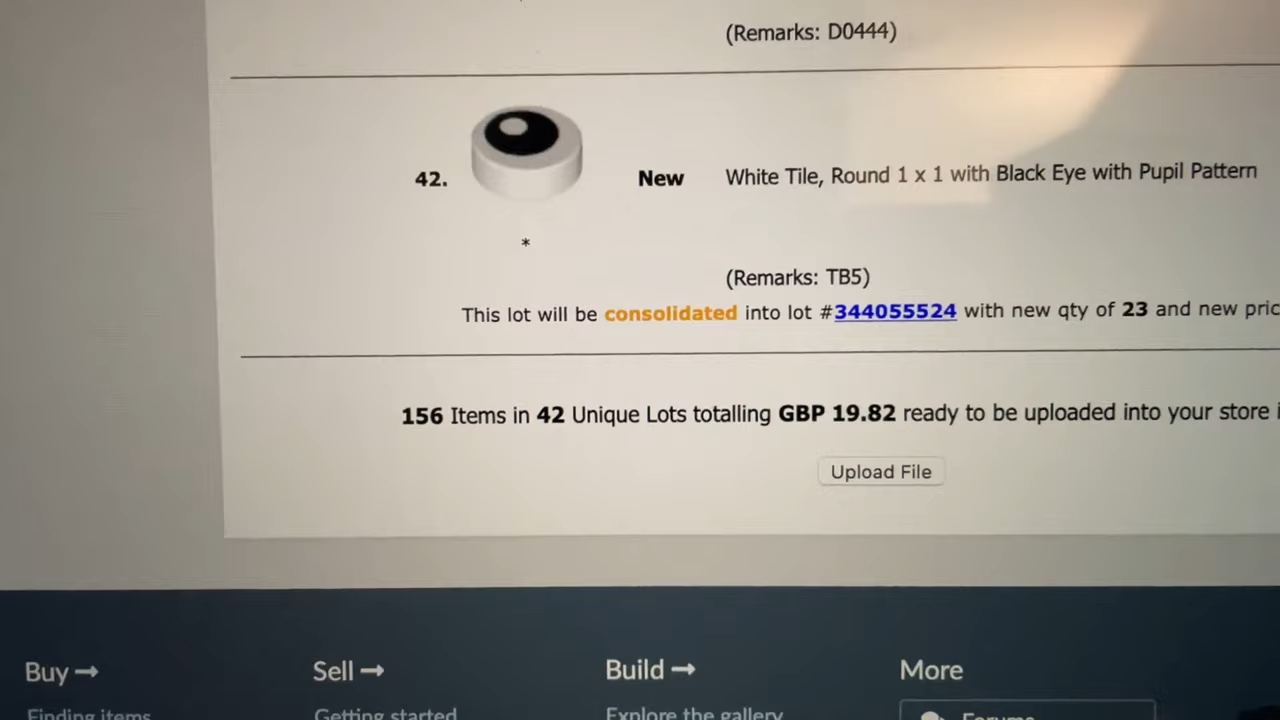 (Remarks: D0444)
42.
New
White Tile, Round 1 x 1 with Black Eye with Pupil Pattern
*
(Remarks: TB5)
This lot will be consolidated into lot #344055524 with new qty of 23 and new pric
156 Items in 42 Unique Lots totalling GBP 19.82 ready to be uploaded into your store i
Upload File
Buy → Sell → Build → More
Finding items Getting started Explore the gallery Forums